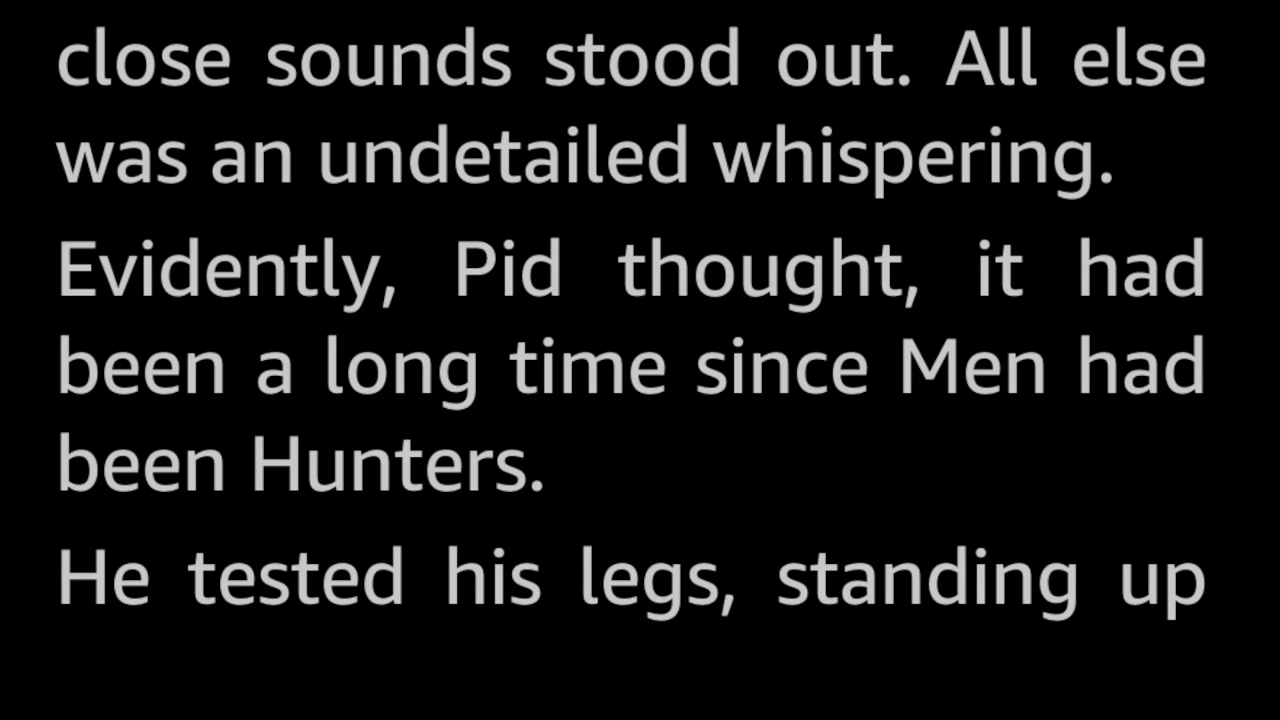 close sounds stood out. All else
was an undetailed whispering.
Evidently, Pid thought, it had
been a long time since Men had
been Hunters.
He tested his legs, standing up